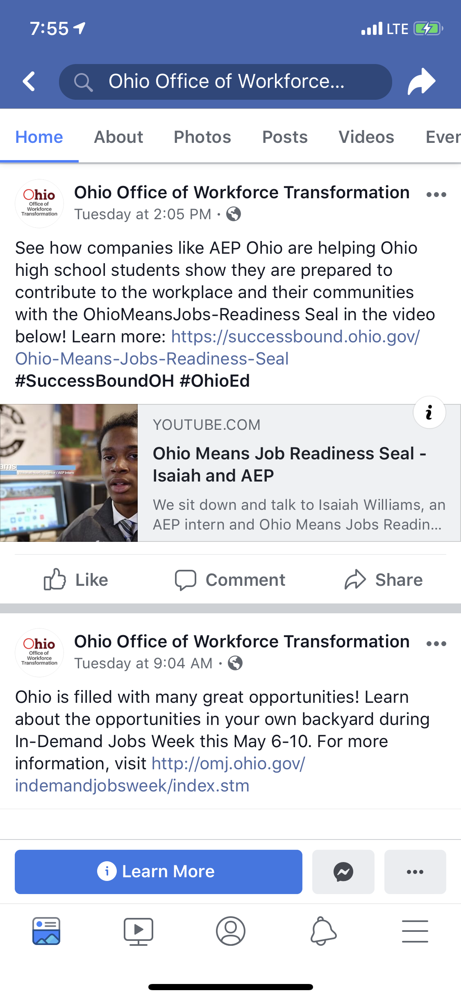 7:55
LTE
Ohio Office of Workforce...
Home About Photos Posts Videos Ever
Ohio
Office of
Workforce
Transformation
Ohio Office of Workforce Transformation
Tuesday at 2:05 PM ·
See how companies like AEP Ohio are helping Ohio
high school students show they are prepared to
contribute to the workplace and their communities
with the OhioMeansJobs-Readiness Seal in the video
below! Learn more: https://successbound.ohio.gov/
Ohio-Means-Jobs-Readiness-Seal
#SuccessBoundOH #OhioEd
ams
Whitehall-Yearling Senior / AEP Intern
YOUTUBE.COM
Ohio Means Job Readiness Seal -
Isaiah and AEP
We sit down and talk to Isaiah Williams, an
AEP intern and Ohio Means Jobs Readin...
Like Comment Share
Ohio
Office of
Workforce
Transformation
Ohio Office of Workforce Transformation
Tuesday at 9:04 AM ·
Ohio is filled with many great opportunities! Learn
about the opportunities in your own backyard during
In-Demand Jobs Week this May 6-10. For more
information, visit http://omj.ohio.gov/
indemandjobsweek/index.stm
Learn More